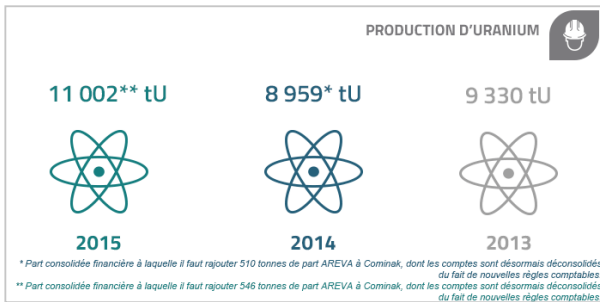 PRODUCTION D'URANIUM
11 002** tU
8 959* tU
9 330 tU
2015
2014
2013
* Part consolidée financière à laquelle il faut rajouter 510 tonnes de part AREVA à Cominak, dont les comptes sont désormais déconsolidés
du fait de nouvelles règles comptables.
** Part consolidée financière à laquelle il faut rajouter 546 tonnes de part AREVA à Cominak, dont les comptes sont désormais déconsolidés
du fait de nouvelles règles comptables.